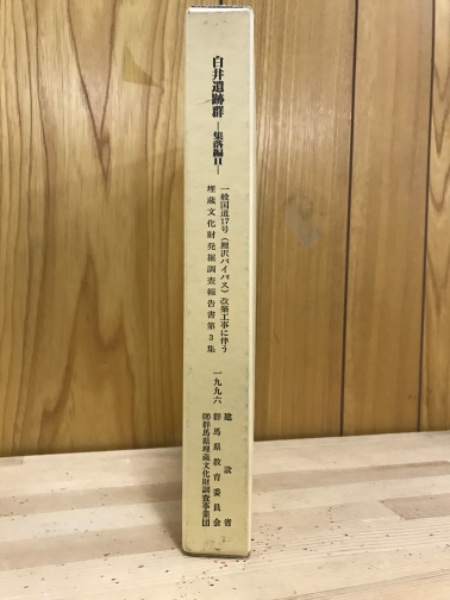 白井遺跡群
―集落編II―
一般国道17号（鯉沢バイパス）改築工事に伴う
埋蔵文化財発掘調査報告書第3集
一九九六
建設省
群馬県教育委員会
㈶群馬県埋蔵文化財調査事業団